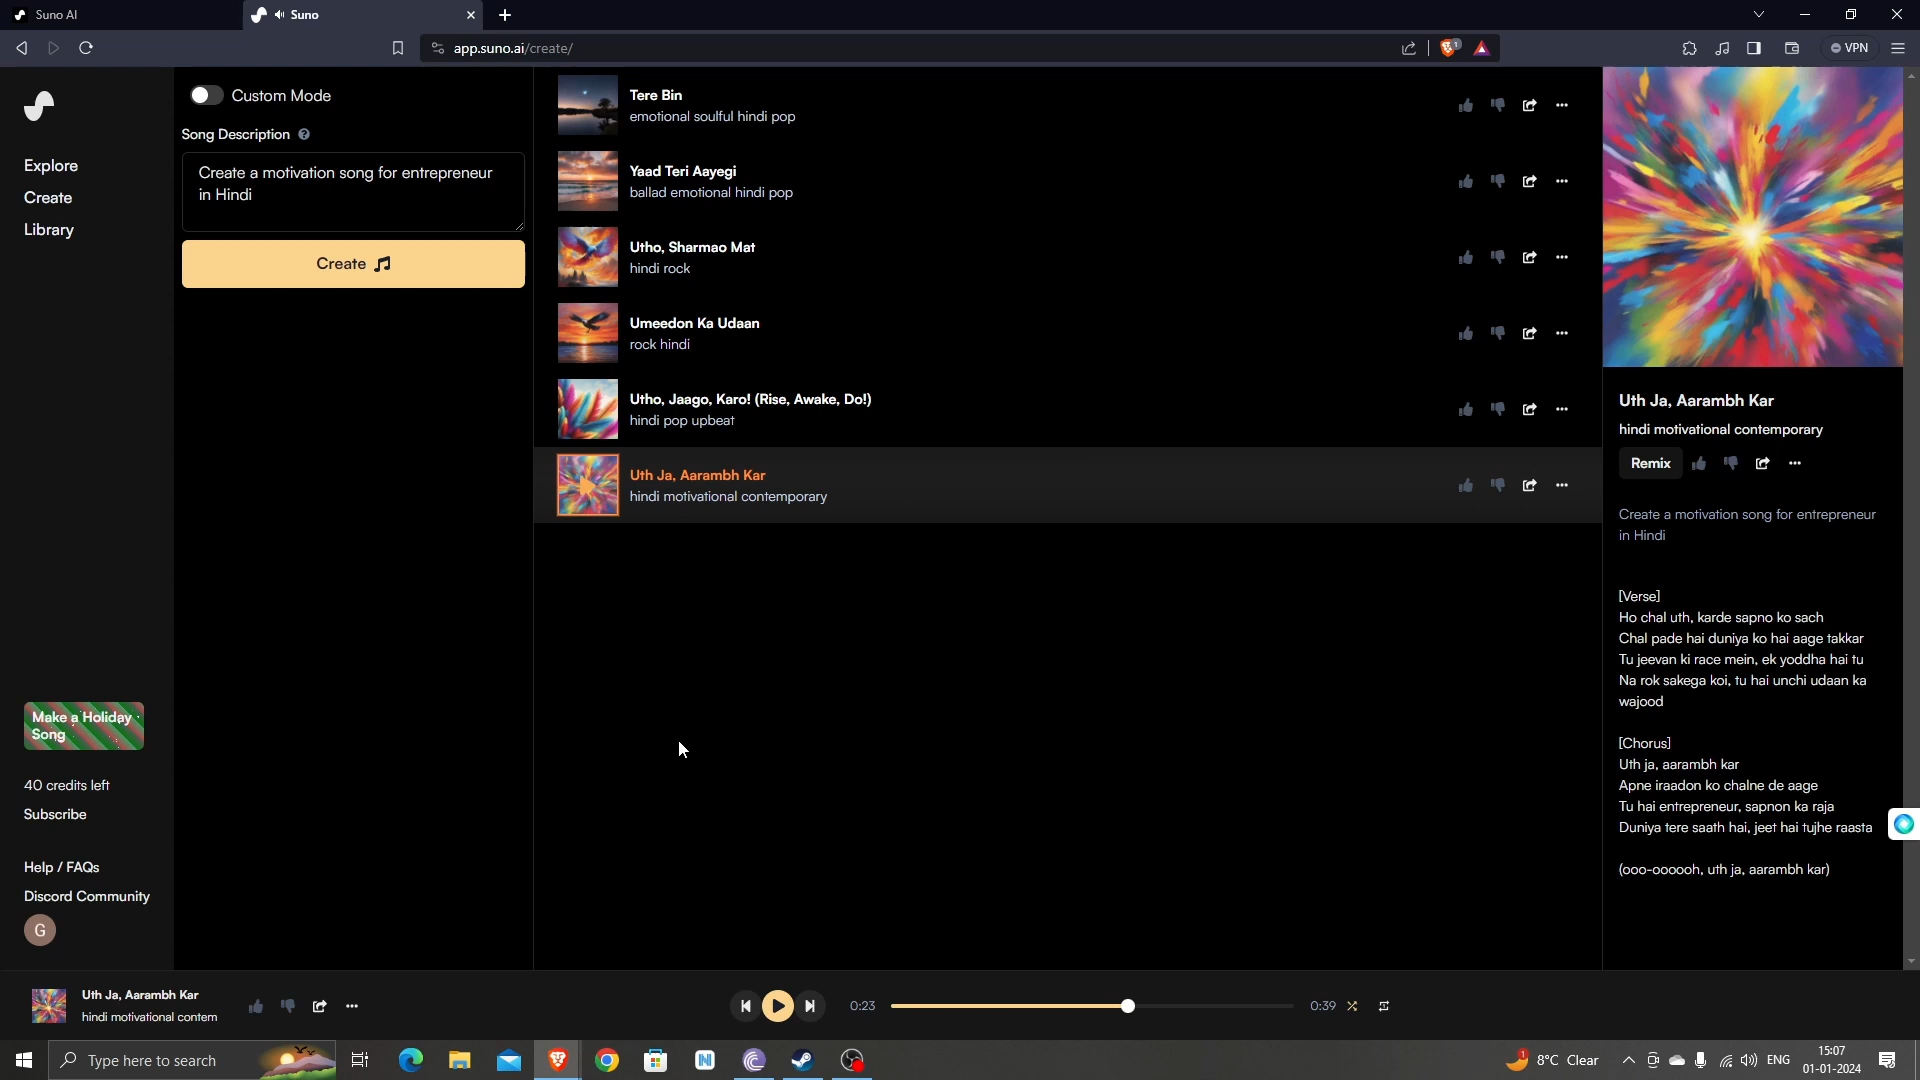 Suno AI
Suno
app.suno.ai/create/
1
VPN
Explore
Create
Library
Make a Holiday
Song
40 credits left
Subscribe
Help / FAQs
Discord Community
G
Custom Mode
Song Description
Create a motivation song for entrepreneur
in Hindi
Create
Tere Bin
emotional soulful hindi pop
Yaad Teri Aayegi
ballad emotional hindi pop
Utho, Sharmao Mat
hindi rock
Umeedon Ka Udaan
rock hindi
Utho, Jaago, Karo! (Rise, Awake, Do!)
hindi pop upbeat
Uth Ja, Aarambh Kar
hindi motivational contemporary
Uth Ja, Aarambh Kar
hindi motivational contemporary
Remix
Create a motivation song for entrepreneur
in Hindi
[Verse]
Ho chal uth, karde sapno ko sach
Chal pade hai duniya ko hai aage takkar
Tu jeevan ki race mein, ek yoddha hai tu
Na rok sakega koi, tu hai unchi udaan ka
wajood
[Chorus]
Uth ja, aarambh kar
Apne iraadon ko chalne de aage
Tu hai entrepreneur, sapnon ka raja
Duniya tere saath hai, jeet hai tujhe raasta
(ooo-oooooh, uth ja, aarambh kar)
Uth Ja, Aarambh Kar
hindi motivational contem
0:23
0:39
Type here to search
1
8°C Clear
ENG
15:07
01-01-2024